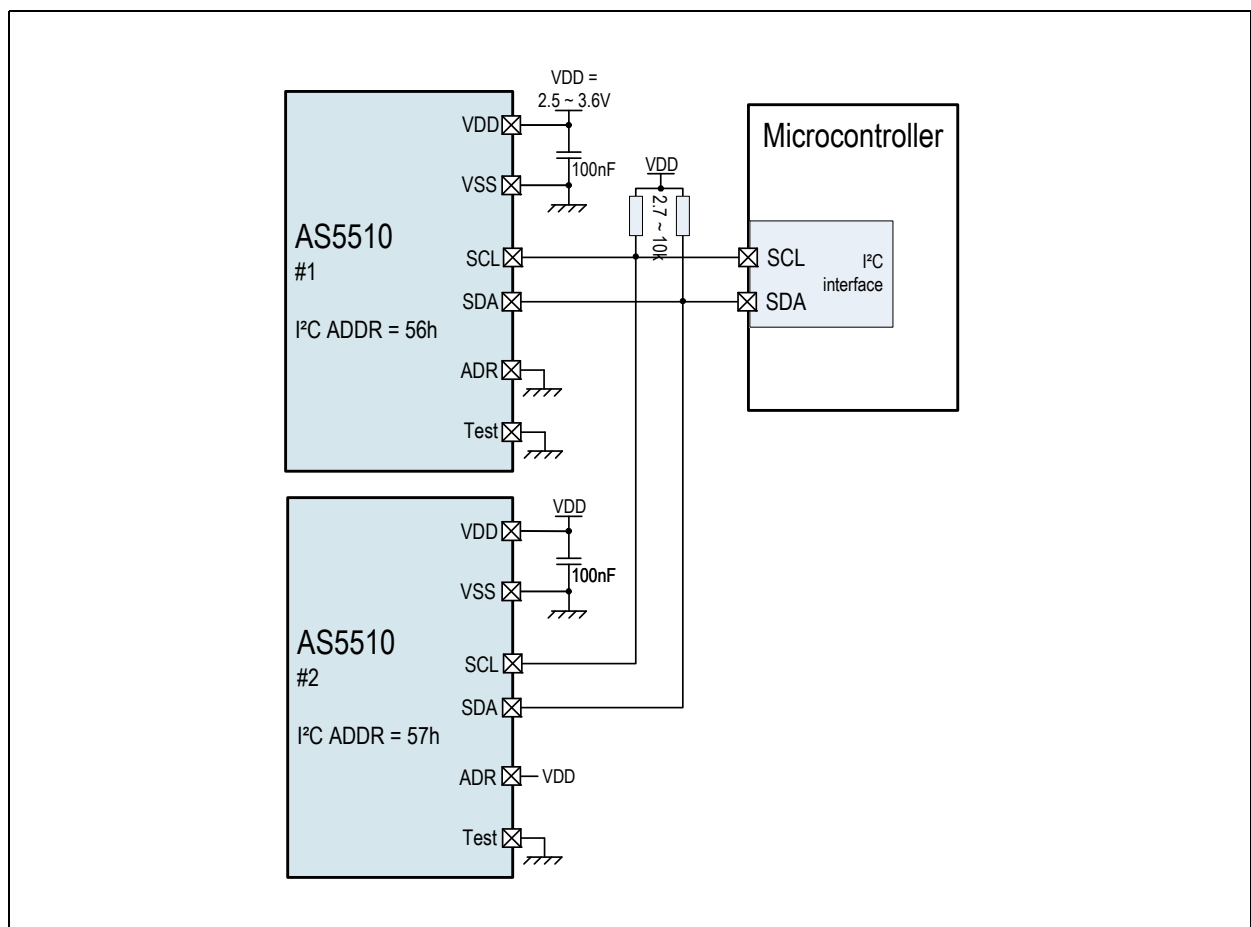 VDD =
2.5 ~ 3.6V
VDD
100nF
VSS
AS5510
#1
SCL
SDA
I²C ADDR = 56h
ADR
Test
VDD
2.7 ~ 10k
Microcontroller
SCL
I²C
interface
SDA
VDD
VDD
100nF
VSS
AS5510
#2
SCL
SDA
I²C ADDR = 57h
ADR
VDD
Test